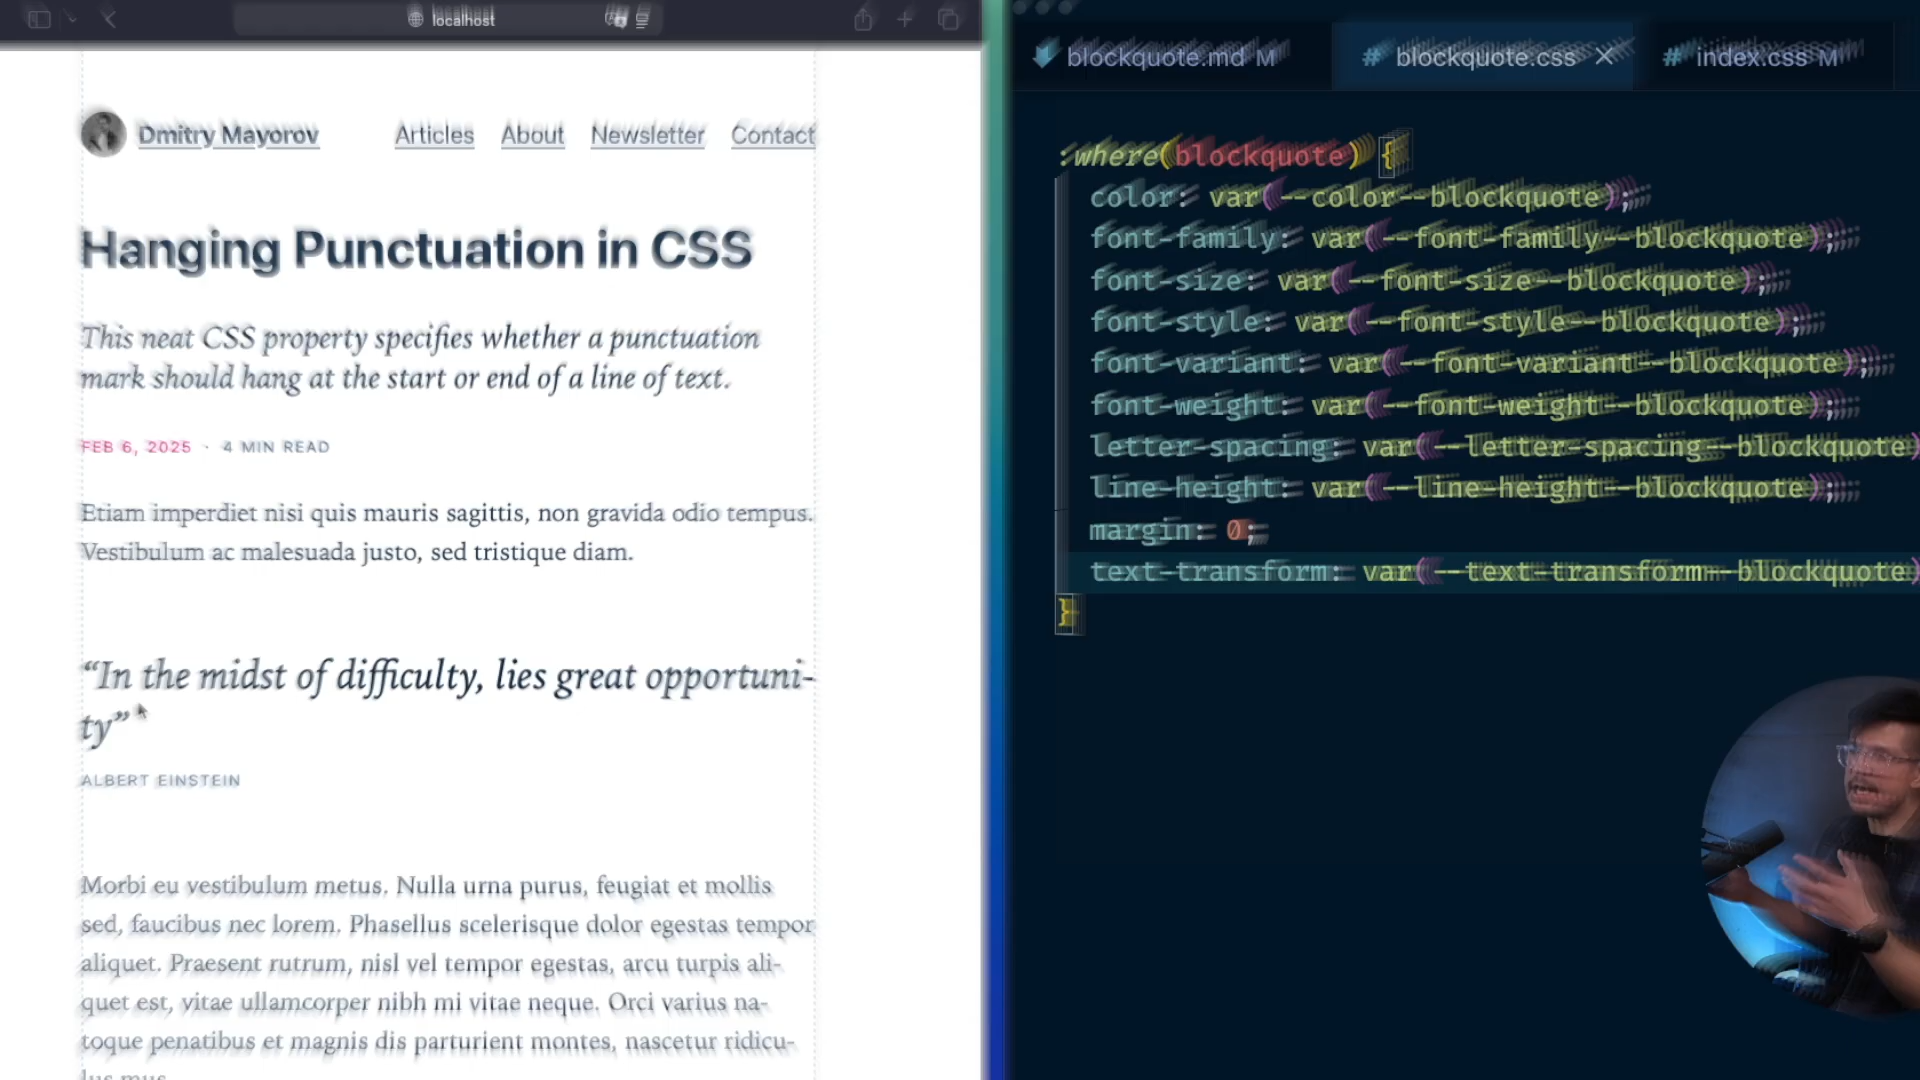 localhost
Dmitry Mayorov Articles About Newsletter Contact
Hanging Punctuation in CSS
This neat CSS property specifies whether a punctuation
mark should hang at the start or end of a line of text.
FEB 6, 2025 · 4 MIN READ
Etiam imperdiet nisi quis mauris sagittis, non gravida odio tempus.
Vestibulum ac malesuada justo, sed tristique diam.
“In the midst of difficulty, lies great opportuni-
ty”
ALBERT EINSTEIN
Morbi eu vestibulum metus. Nulla urna purus, feugiat et mollis
sed, faucibus nec lorem. Phasellus scelerisque dolor egestas tempor
aliquet. Praesent rutrum, nisl vel tempor egestas, arcu turpis ali-
quet est, vitae ullamcorper nibh mi vitae neque. Orci varius na-
toque penatibus et magnis dis parturient montes, nascetur ridicu-
lus mus.
blockquote.md M # blockquote.css # index.css M
:where(blockquote) {
color: var(--color--blockquote);
font-family: var(--font-family--blockquote);
font-size: var(--font-size--blockquote);
font-style: var(--font-style--blockquote);
font-variant: var(--font-variant--blockquote);
font-weight: var(--font-weight--blockquote);
letter-spacing: var(--letter-spacing--blockquote)
line-height: var(--line-height--blockquote);
margin: 0;
text-transform: var(--text-transform--blockquote)
}